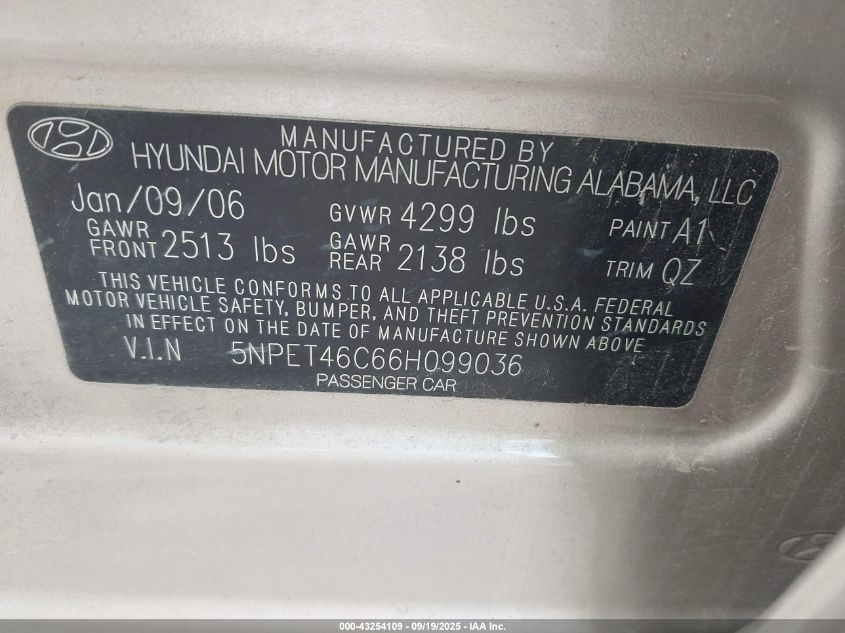 MANUFACTURED BY
HYUNDAI MOTOR MANUFACTURING ALABAMA, LLC
Jan/09/06 GVWR 4299 lbs PAINT A1
GAWR FRONT 2513 lbs GAWR REAR 2138 lbs TRIM QZ
THIS VEHICLE CONFORMS TO ALL APPLICABLE U.S.A. FEDERAL
MOTOR VEHICLE SAFETY, BUMPER, AND THEFT PREVENTION STANDARDS
IN EFFECT ON THE DATE OF MANUFACTURE SHOWN ABOVE
V.I.N 5NPET46C66H099036
PASSENGER CAR
000-43254109 - 09/19/2025 - IAA Inc.